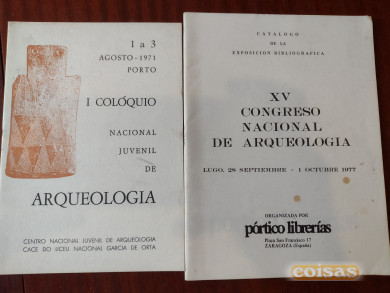 1 a 3
AGOSTO - 1971
PORTO
I COLÓQUIO
NACIONAL
JUVENIL
DE
ARQUEOLOGIA
CENTRO NACIONAL JUVENIL DE ARQUEOLOGIA
CACE DO LICEU NACIONAL GARCIA DE ORTA
CATALOGO
DE LA
EXPOSICION BIBLIOGRAFICA
XV
CONGRESO
NACIONAL
DE ARQUEOLOGIA
LUGO, 28 SEPTIEMBRE - 1 OCTUBRE 1977
ORGANIZADA POR
pórtico librerías
Plaza San Francisco 17
ZARAGOZA (España)
coisas